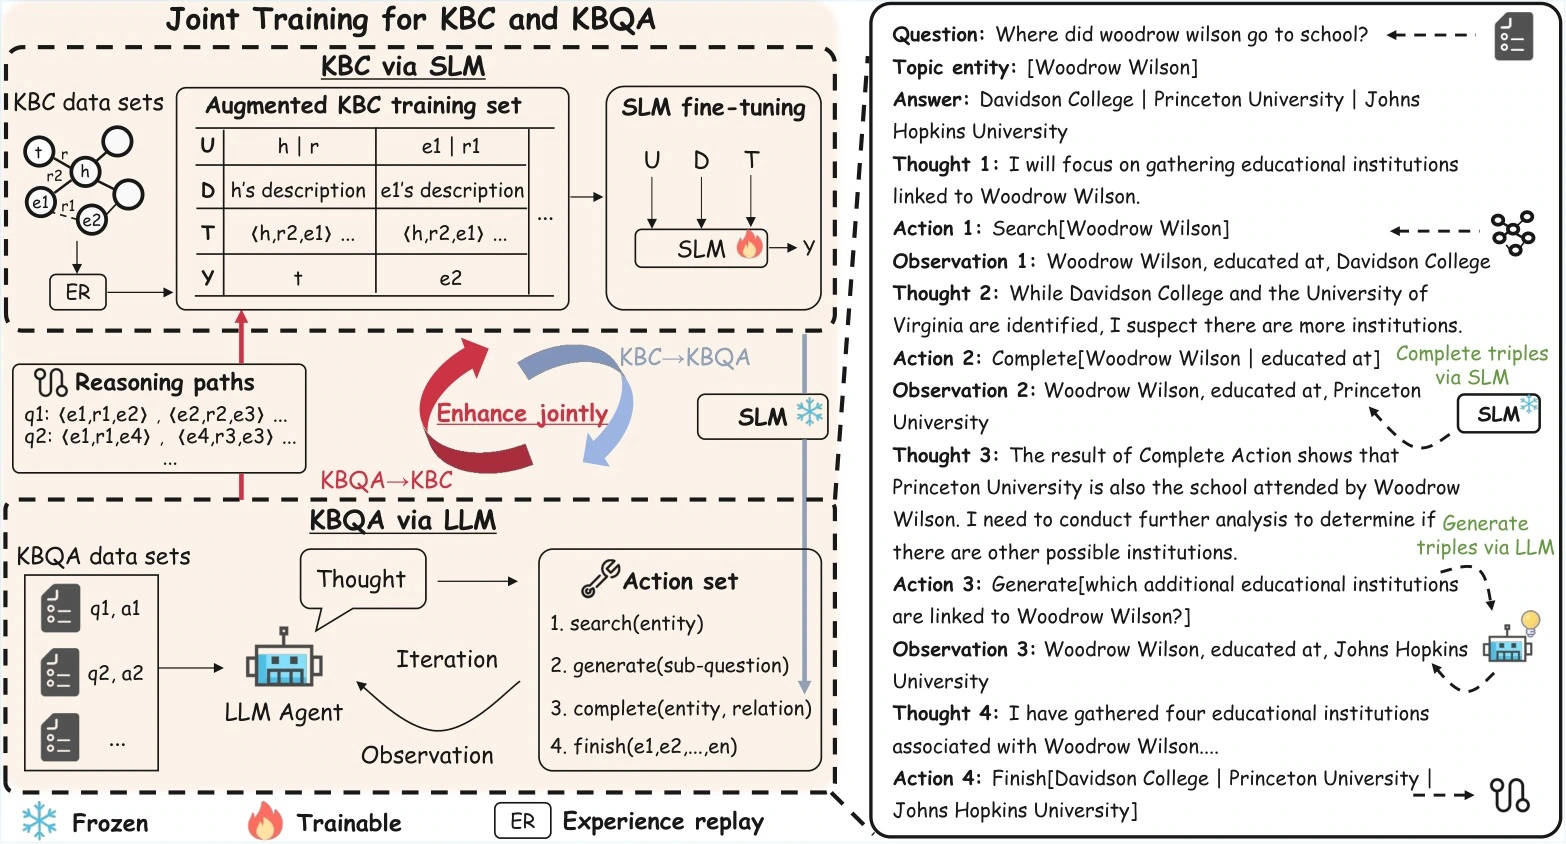 Joint Training for KBC and KBQA
KBC via SLM
KBC data sets
t
r
h
r2
e1
r1
e2
ER
Augmented KBC training set
U h | r e1 | r1
D h's description e1's description
T ⟨h,r2,e1⟩ ... ⟨h,r2,e1⟩ ...
Y t e2
...
SLM fine-tuning
U D T
SLM Y
Reasoning paths
q1: ⟨e1,r1,e2⟩ , ⟨e2,r2,e3⟩ ...
q2: ⟨e1,r1,e4⟩ , ⟨e4,r3,e3⟩ ...
...
KBC→KBQA
Enhance jointly
KBQA→KBC
SLM
KBQA via LLM
KBQA data sets
q1, a1
q2, a2
...
Thought
LLM Agent
Iteration
Observation
Action set
1. search(entity)
2. generate(sub-question)
3. complete(entity, relation)
4. finish(e1,e2,...,en)
Frozen
Trainable
ER Experience replay
Question: Where did woodrow wilson go to school?
Topic entity: [Woodrow Wilson]
Answer: Davidson College | Princeton University | Johns
Hopkins University
Thought 1: I will focus on gathering educational institutions
linked to Woodrow Wilson.
Action 1: Search[Woodrow Wilson]
Observation 1: Woodrow Wilson, educated at, Davidson College
Thought 2: While Davidson College and the University of
Virginia are identified, I suspect there are more institutions.
Action 2: Complete[Woodrow Wilson | educated at]
Complete triples
via SLM
Observation 2: Woodrow Wilson, educated at, Princeton
University
SLM
Thought 3: The result of Complete Action shows that
Princeton University is also the school attended by Woodrow
Wilson. I need to conduct further analysis to determine if
there are other possible institutions.
Generate
triples via LLM
Action 3: Generate[which additional educational institutions
are linked to Woodrow Wilson?]
Observation 3: Woodrow Wilson, educated at, Johns Hopkins
University
Thought 4: I have gathered four educational institutions
associated with Woodrow Wilson....
Action 4: Finish[Davidson College | Princeton University |
Johns Hopkins University]